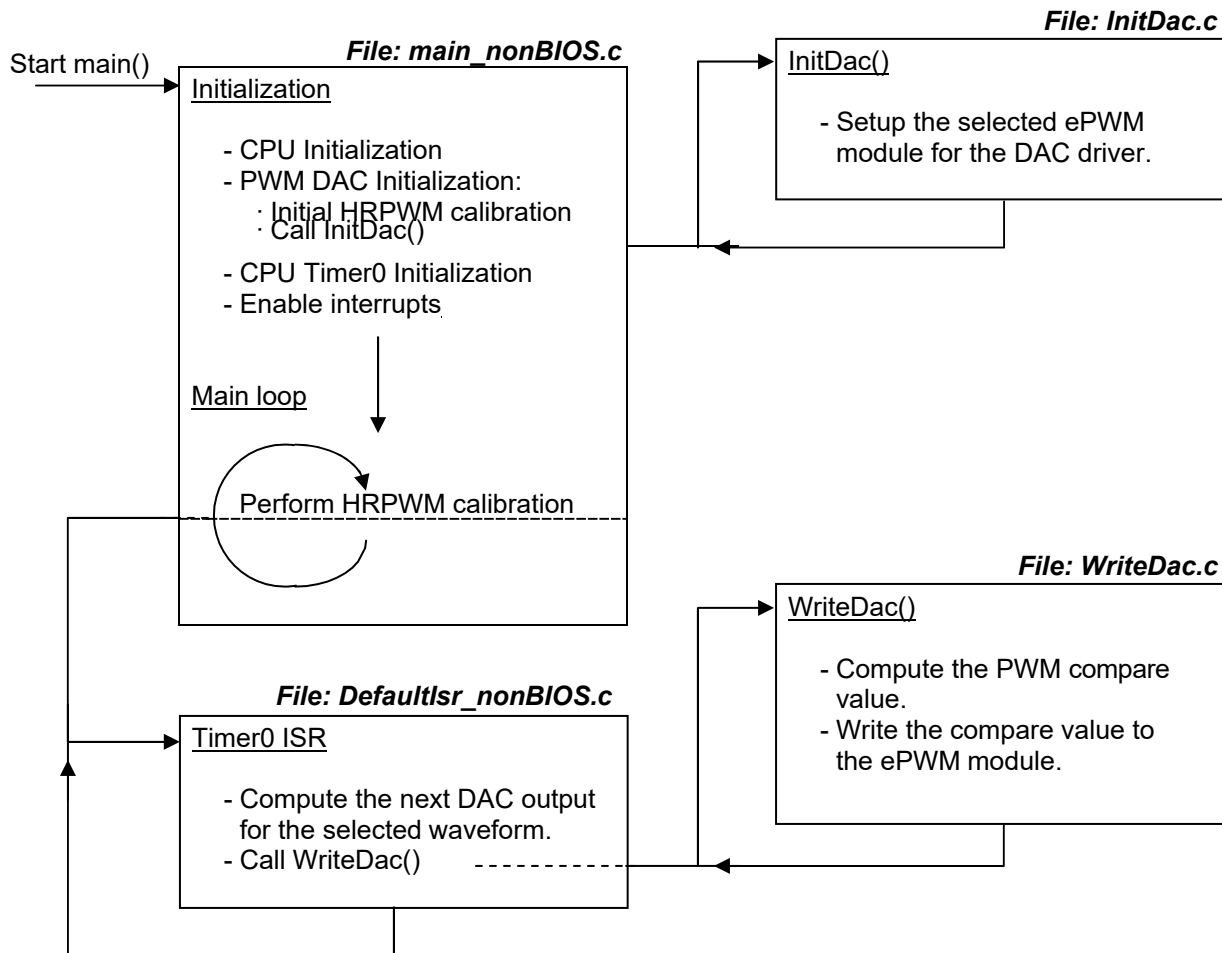 File: InitDac.c
File: main_nonBIOS.c
Start main()
InitDac()
Initialization
- Setup the selected ePWM
module for the DAC driver.
- CPU Initialization
- PWM DAC Initialization:
· Initial HRPWM calibration
· Call InitDac()
- CPU Timer0 Initialization
- Enable interrupts
Main loop
Perform HRPWM calibration
File: WriteDac.c
WriteDac()
- Compute the PWM compare
value.
- Write the compare value to
the ePWM module.
File: DefaultIsr_nonBIOS.c
Timer0 ISR
- Compute the next DAC output
for the selected waveform.
- Call WriteDac()